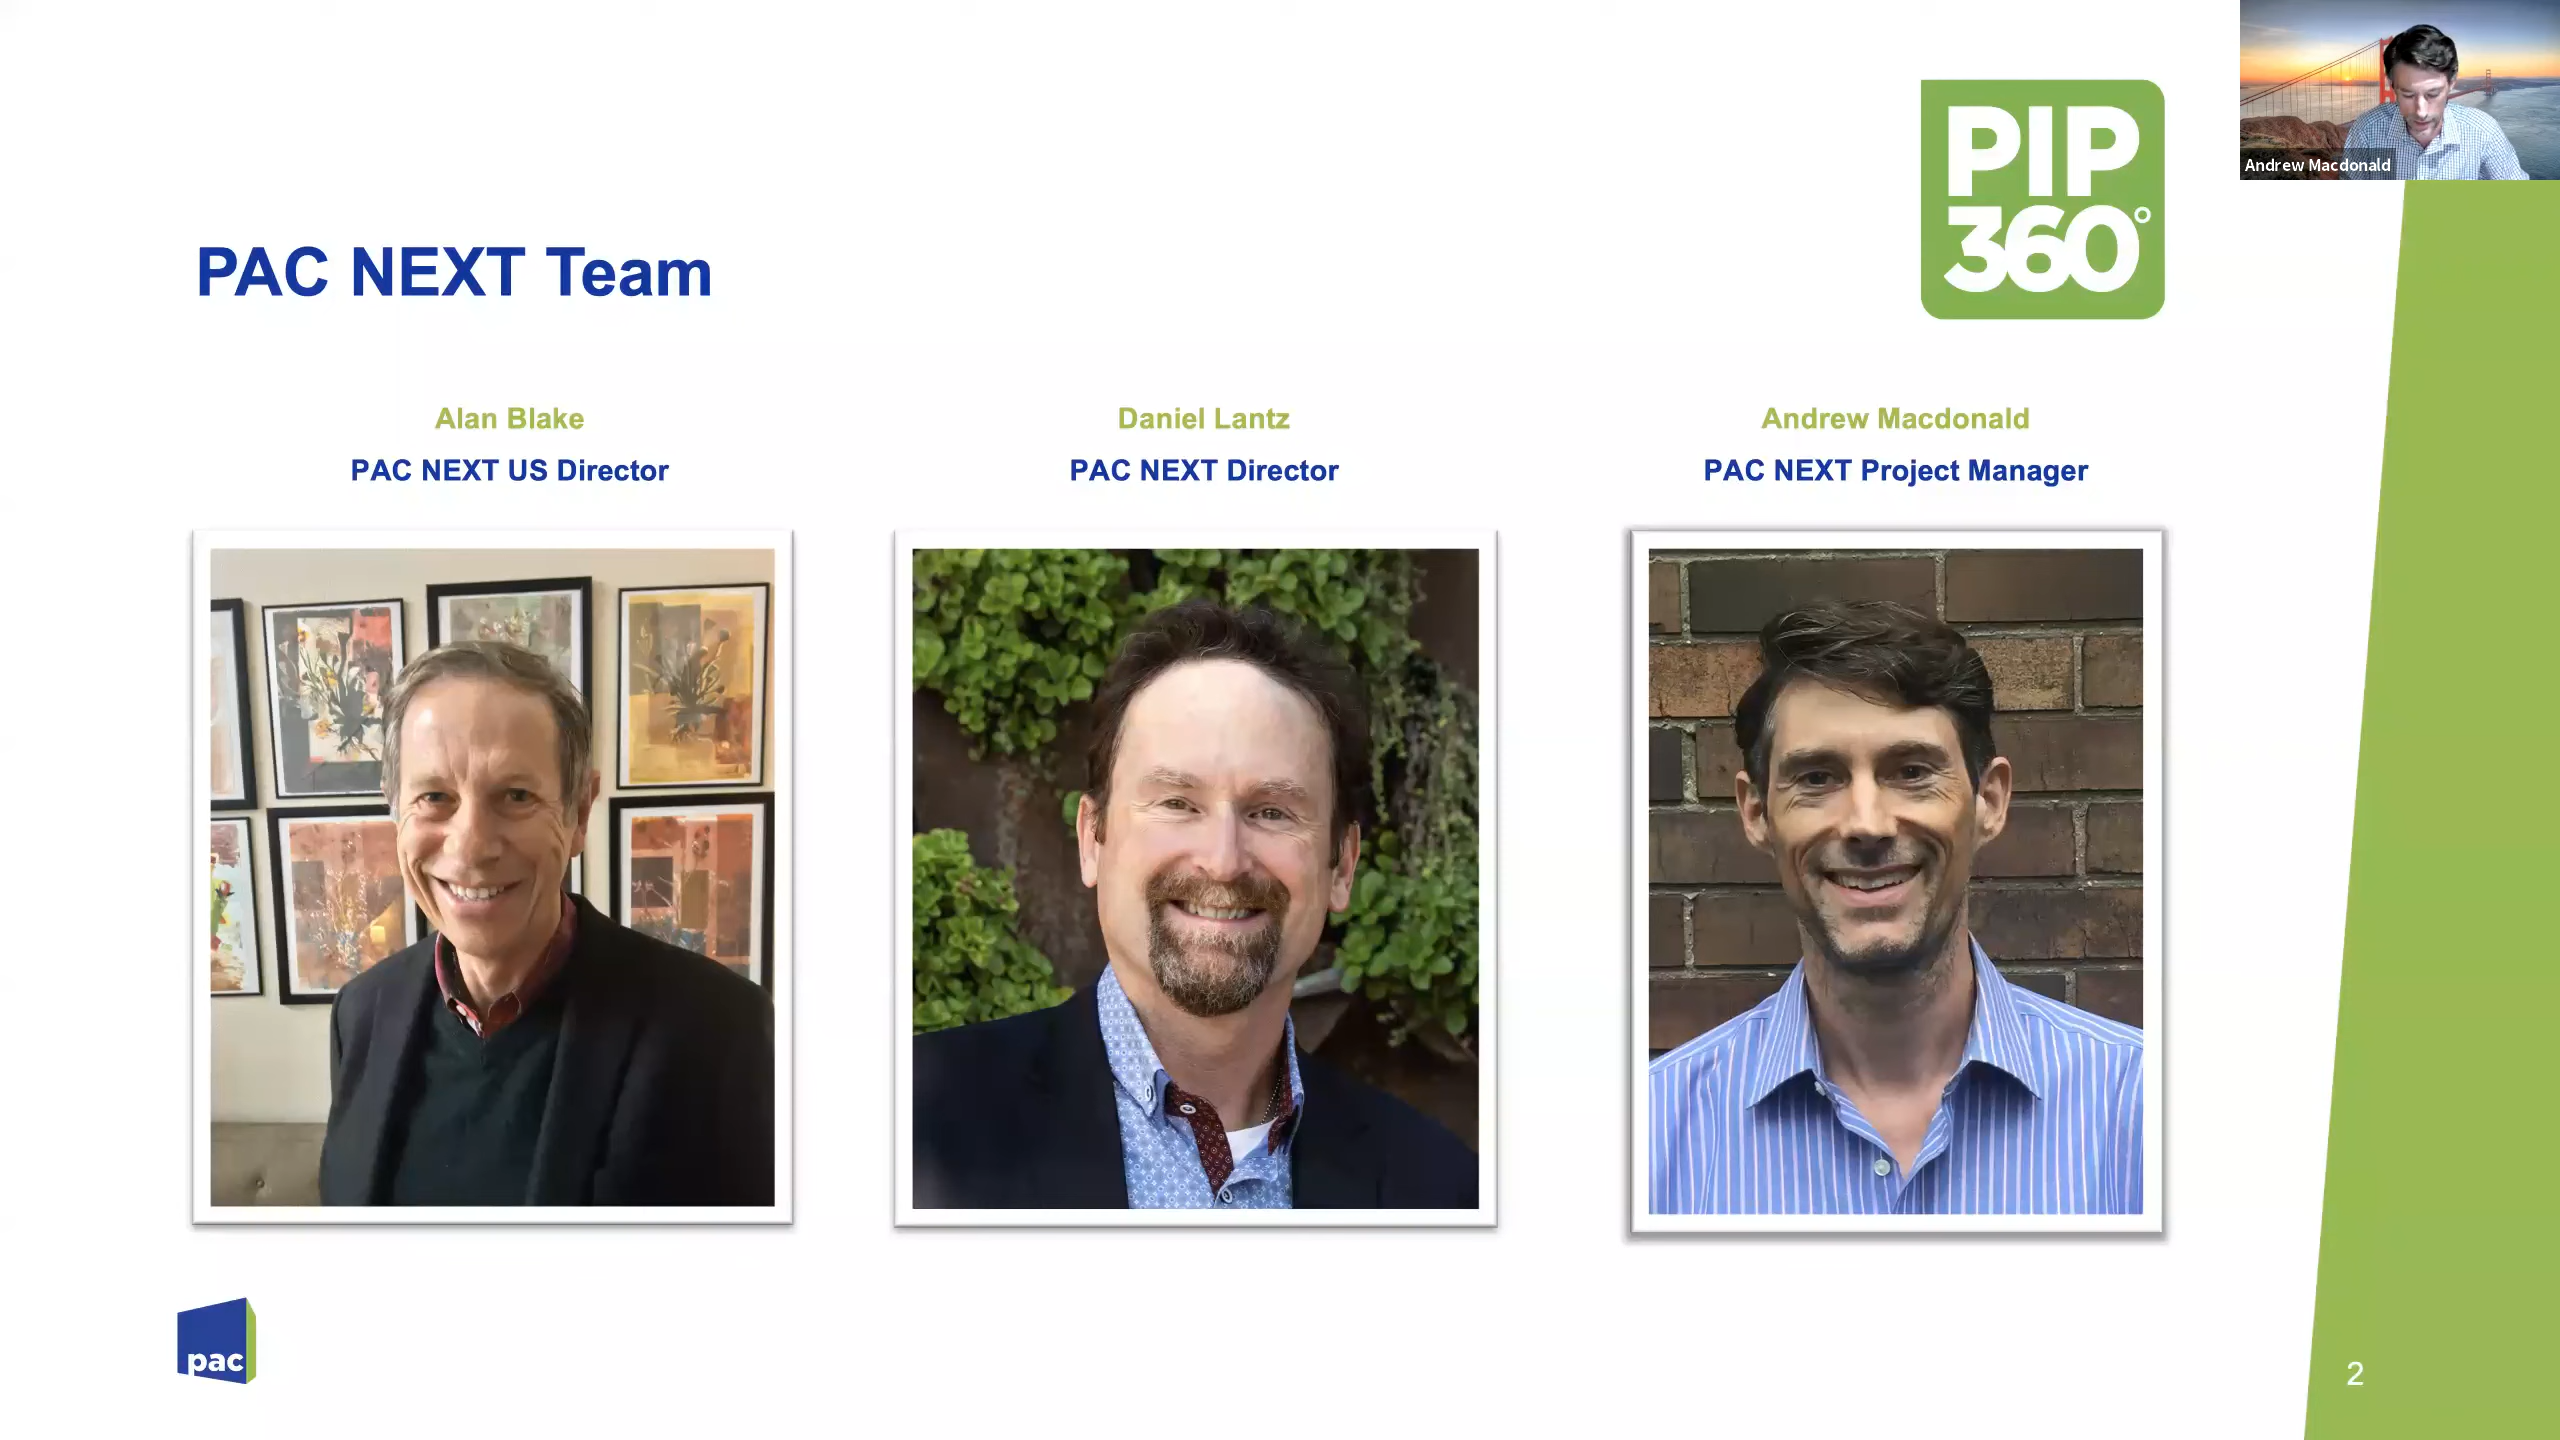 PIP
360°
Andrew Macdonald
PAC NEXT Team
Alan Blake
PAC NEXT US Director
Daniel Lantz
PAC NEXT Director
Andrew Macdonald
PAC NEXT Project Manager
pac
2